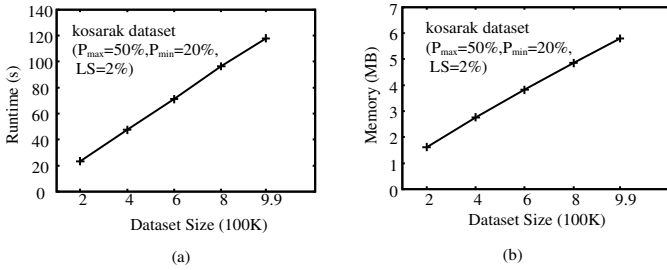 140
120
100
80
60
40
20
0
Runtime (s)
kosarak dataset
(Pmax=50%,Pmin=20%,
LS=2%)
2 4 6 8 9.9
Dataset Size (100K)
(a)
7
6
5
4
3
2
1
0
Memory (MB)
kosarak dataset
(Pmax=50%,Pmin=20%,
LS=2%)
2 4 6 8 9.9
Dataset Size (100K)
(b)